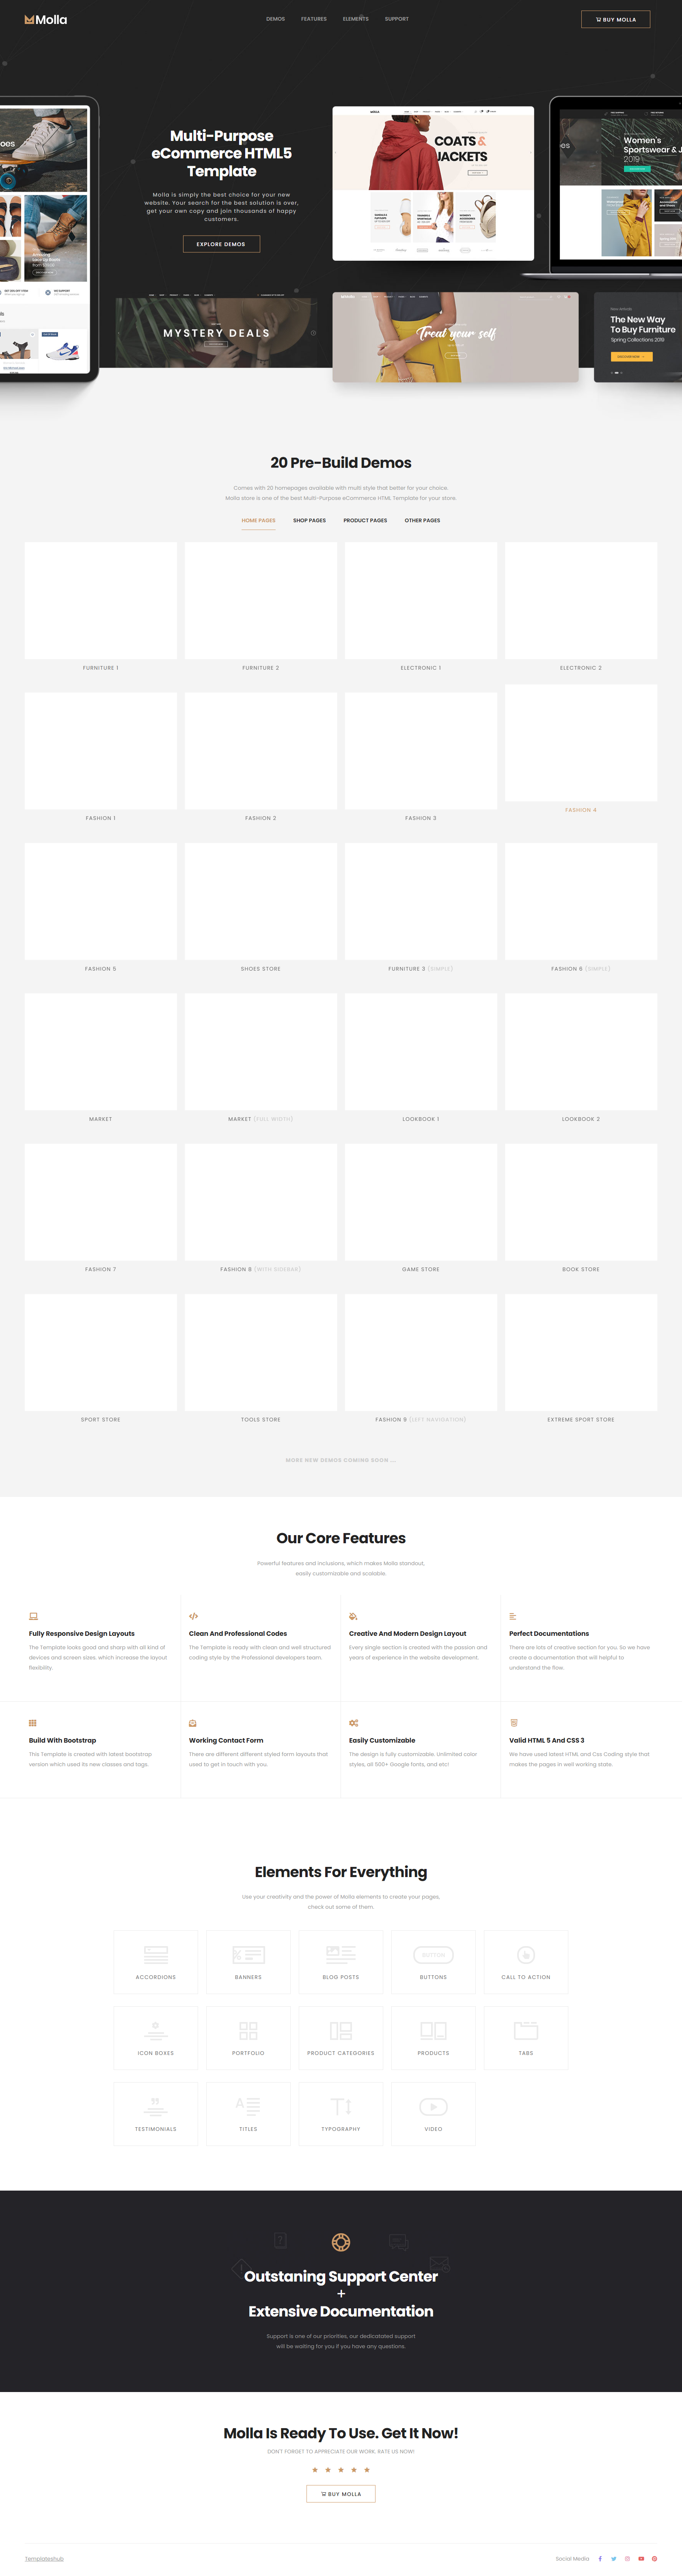 Molla
DEMOS FEATURES ELEMENTS SUPPORT
BUY MOLLA
Multi-Purpose
eCommerce HTML5
Template
Molla is simply the best choice for your new
website. Your search for the best solution is over,
get your own copy and join thousands of happy
customers.
EXPLORE DEMOS
COATS &
JACKETS
Women's
Sportswear & J
2019
MYSTERY DEALS
Treat your self
The New Way
To Buy Furniture
Spring Collections 2019
20 Pre-Build Demos
Comes with 20 homepages available with multi style that better for your choice.
Molla store is one of the best Multi-Purpose eCommerce HTML Template for your store.
HOME PAGES SHOP PAGES PRODUCT PAGES OTHER PAGES
FURNITURE 1
FURNITURE 2
ELECTRONIC 1
ELECTRONIC 2
FASHION 1
FASHION 2
FASHION 3
FASHION 4
FASHION 5
SHOES STORE
FURNITURE 3 (SIMPLE)
FASHION 6 (SIMPLE)
MARKET
MARKET (FULL WIDTH)
LOOKBOOK 1
LOOKBOOK 2
FASHION 7
FASHION 8 (WITH SIDEBAR)
GAME STORE
BOOK STORE
SPORT STORE
TOOLS STORE
FASHION 9 (LEFT NAVIGATION)
EXTREME SPORT STORE
MORE NEW DEMOS COMING SOON ...
Our Core Features
Powerful features and inclusions, which makes Molla standout,
easily customizable and scalable.
Fully Responsive Design Layouts
The Template looks good and sharp with all kind of
devices and screen sizes. which increase the layout
flexibility.
Clean And Professional Codes
The Template is ready with clean and well structured
coding style by the Professional developers team.
Creative And Modern Design Layout
Every single section is created with the passion and
years of experience in the website development.
Perfect Documentations
There are lots of creative section for you. So we have
create a documentation that will helpful to
understand the flow.
Build With Bootstrap
This Template is created with latest bootstrap
version which used its new classes and tags.
Working Contact Form
There are different different styled form layouts that
used to get in touch with you.
Easily Customizable
The design is fully customizable. Unlimited color
styles, all 500+ Google fonts, and etc!
Valid HTML 5 And CSS 3
We have used latest HTML and Css Coding style that
makes the pages in well working state.
Elements For Everything
Use your creativity and the power of Molla elements to create your pages,
check out some of them.
ACCORDIONS
BANNERS
BLOG POSTS
BUTTON
BUTTONS
CALL TO ACTION
ICON BOXES
PORTFOLIO
PRODUCT CATEGORIES
PRODUCTS
TABS
TESTIMONIALS
TITLES
TYPOGRAPHY
VIDEO
Outstaning Support Center
+
Extensive Documentation
Support is one of our priorities, our dedicatated support
will be waiting for you if you have any questions.
Molla Is Ready To Use. Get It Now!
DON'T FORGET TO APPRECIATE OUR WORK, RATE US NOW!
BUY MOLLA
Templateshub
Social Media